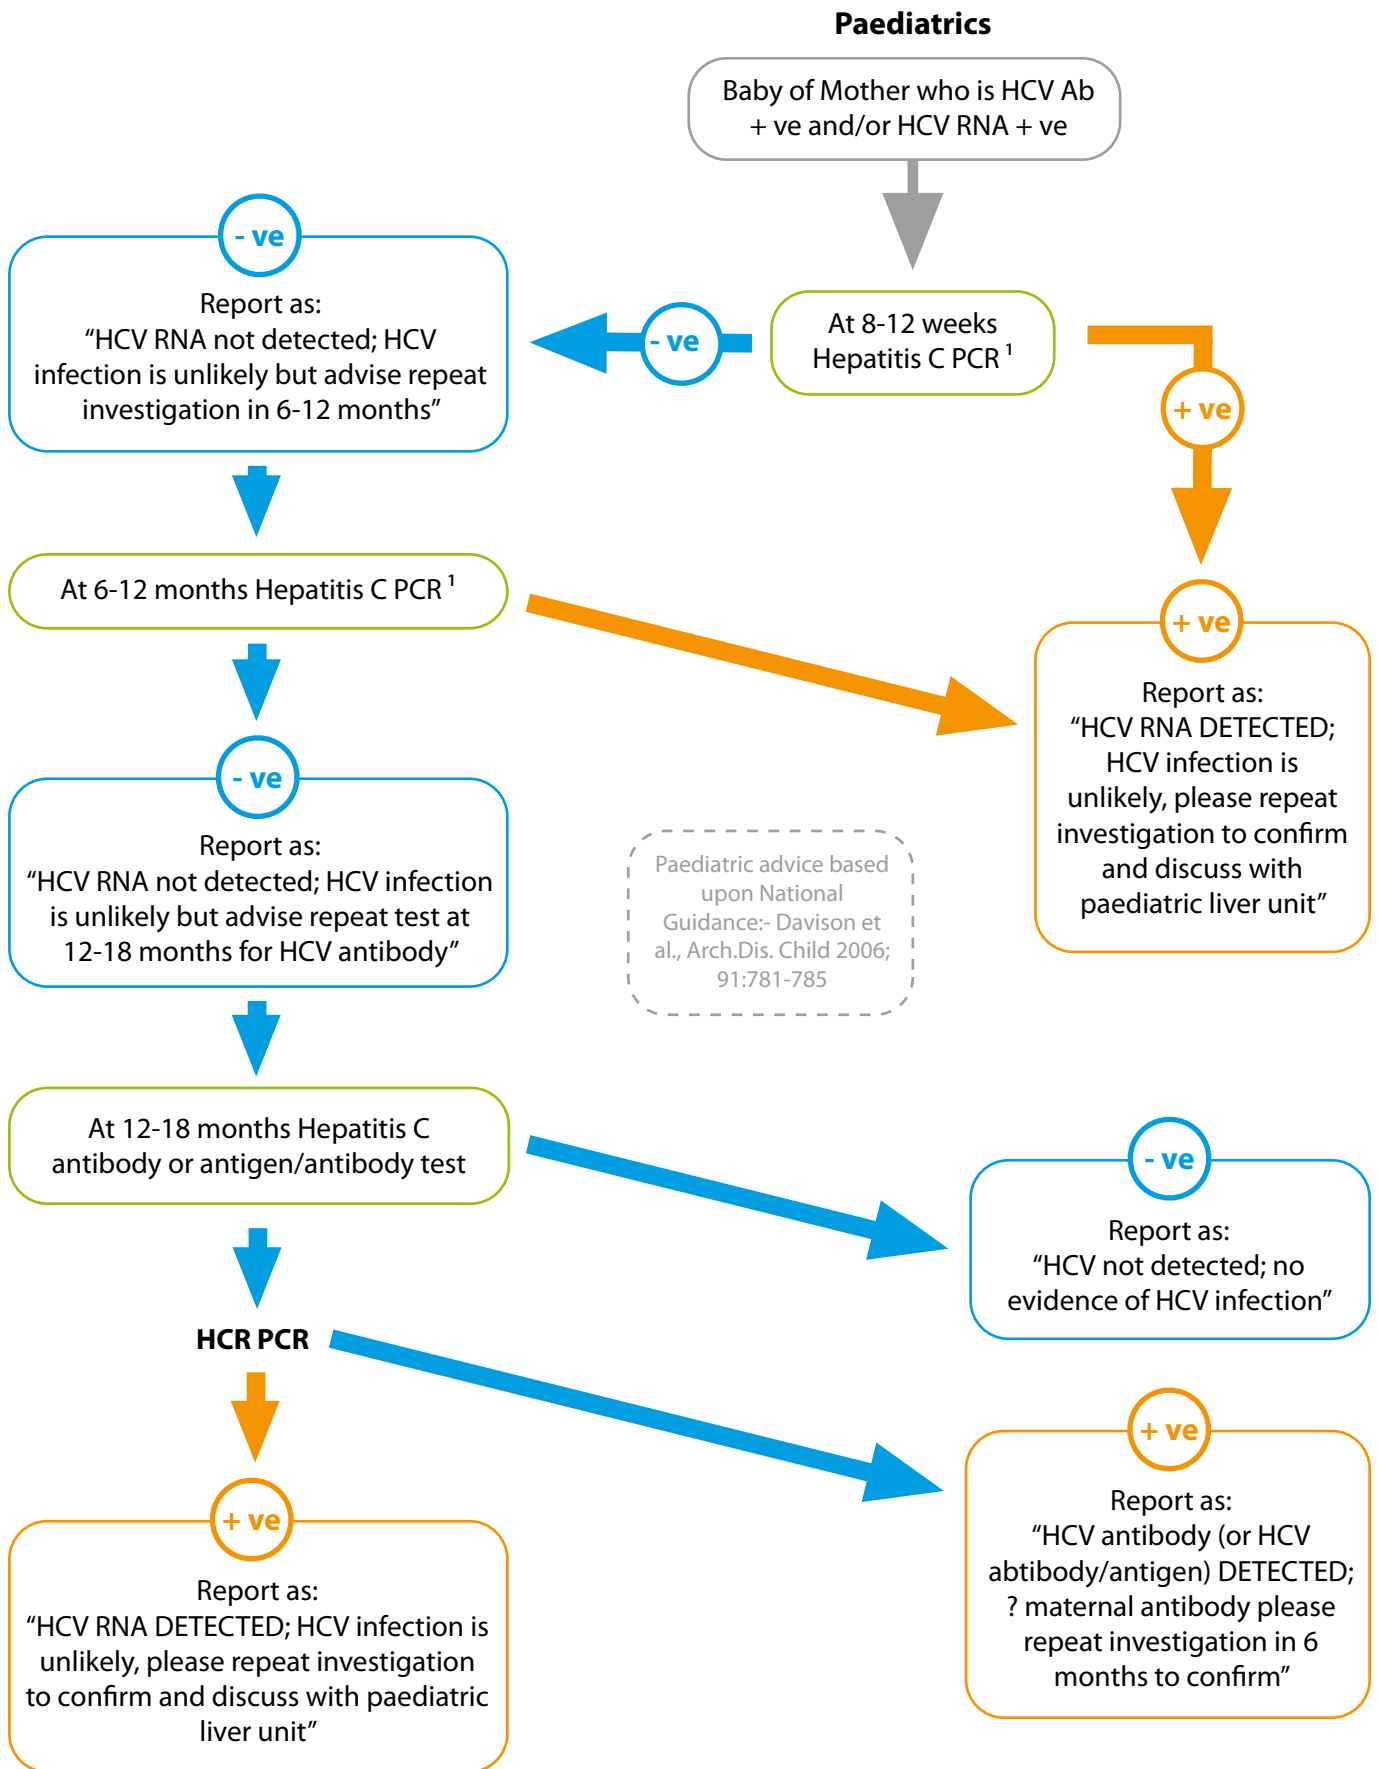 Paediatrics
Baby of Mother who is HCV Ab
+ ve and/or HCV RNA + ve
At 8-12 weeks
Hepatitis C PCR ¹
- ve
+ ve
- ve
Report as:
“HCV RNA not detected; HCV
infection is unlikely but advise repeat
investigation in 6-12 months”
At 6-12 months Hepatitis C PCR ¹
+ ve
Report as:
“HCV RNA DETECTED;
HCV infection is
unlikely, please repeat
investigation to confirm
and discuss with
paediatric liver unit”
- ve
Report as:
“HCV RNA not detected; HCV infection
is unlikely but advise repeat test at
12-18 months for HCV antibody”
Paediatric advice based
upon National
Guidance:- Davison et
al., Arch.Dis. Child 2006;
91:781-785
At 12-18 months Hepatitis C
antibody or antigen/antibody test
- ve
Report as:
“HCV not detected; no
evidence of HCV infection”
HCR PCR
+ ve
Report as:
“HCV antibody (or HCV
abtibody/antigen) DETECTED;
? maternal antibody please
repeat investigation in 6
months to confirm”
+ ve
Report as:
“HCV RNA DETECTED; HCV infection is
unlikely, please repeat investigation
to confirm and discuss with paediatric
liver unit”